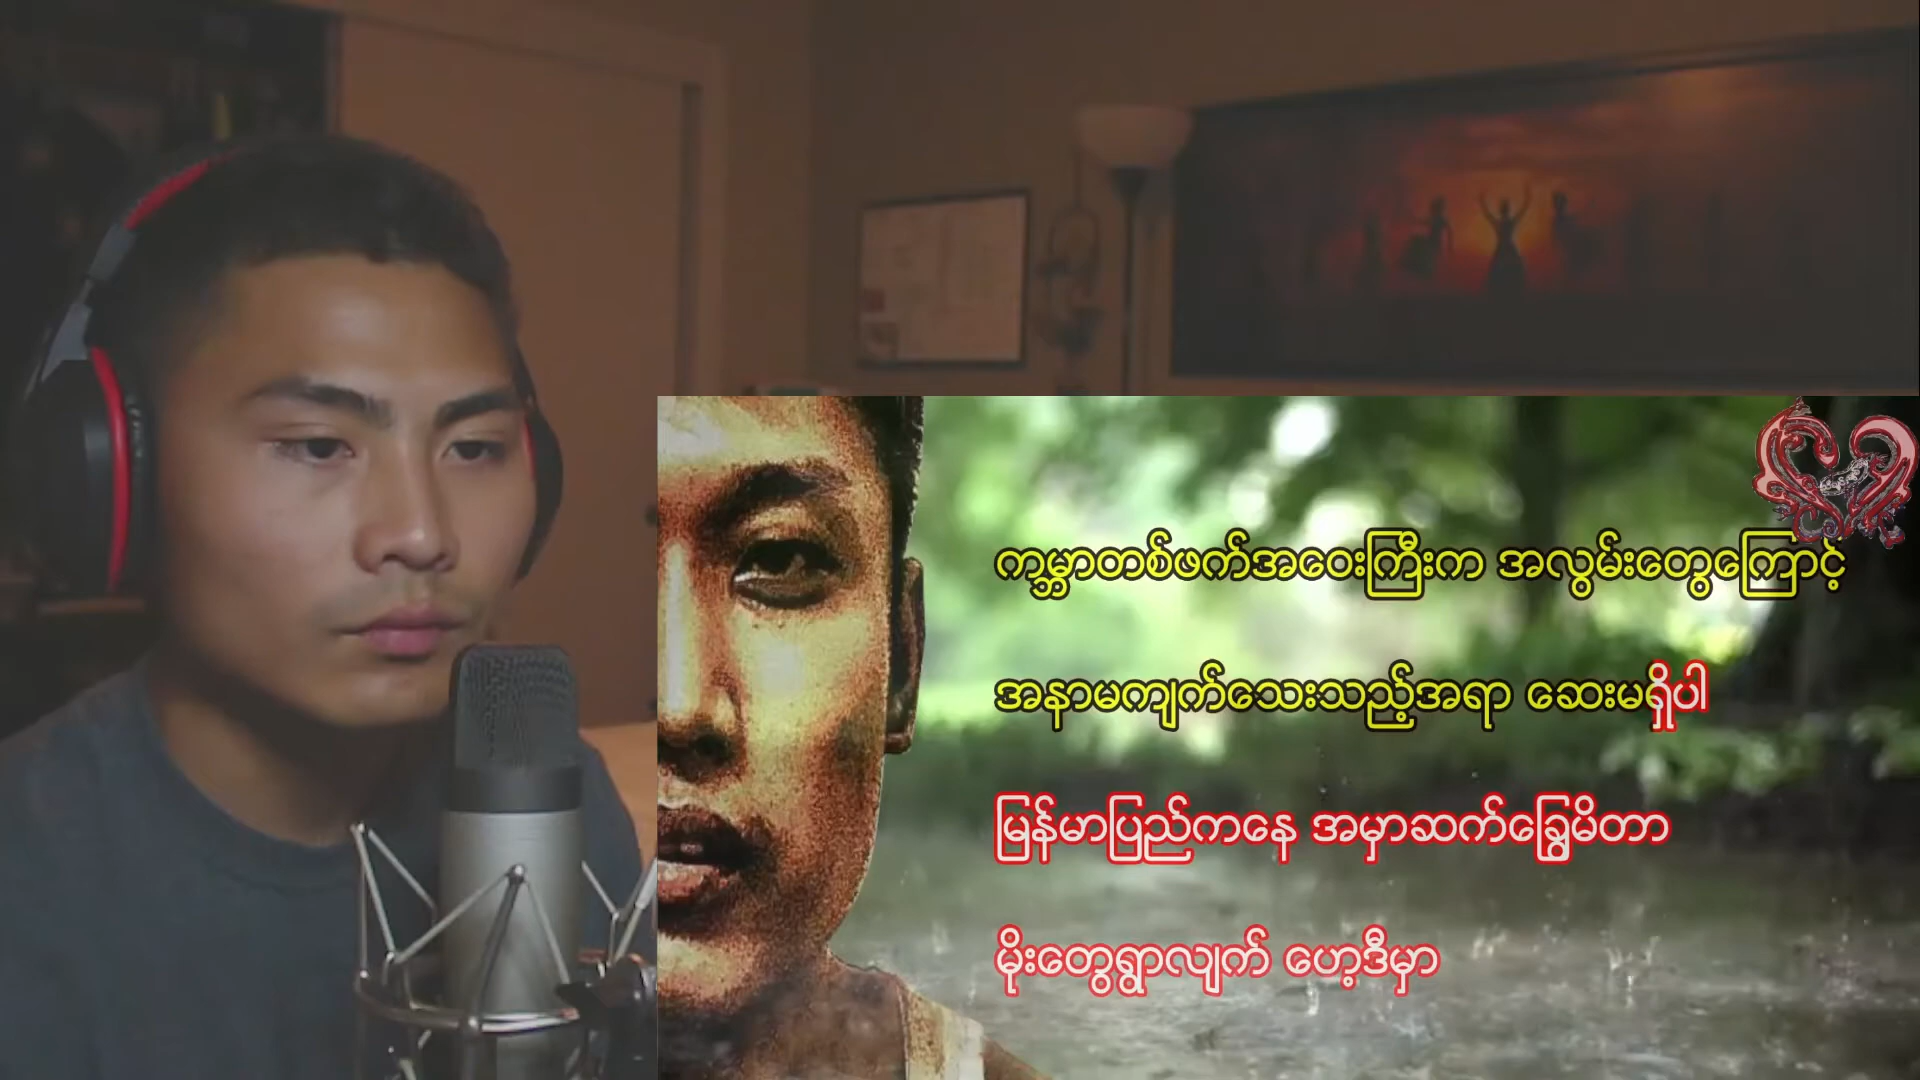 ကမ္ဘာတစ်ဖက်အဝေးကြီးက အလွမ်းတွေကြောင့်
အနာမကျက်သေးသည့်အရာ ဆေးမရှိပါ
မြန်မာပြည်ကနေ အမှာဆက်ခြွေမိတာ
မိုးတွေရွာလျက် ဟေ့ဒီမှာ